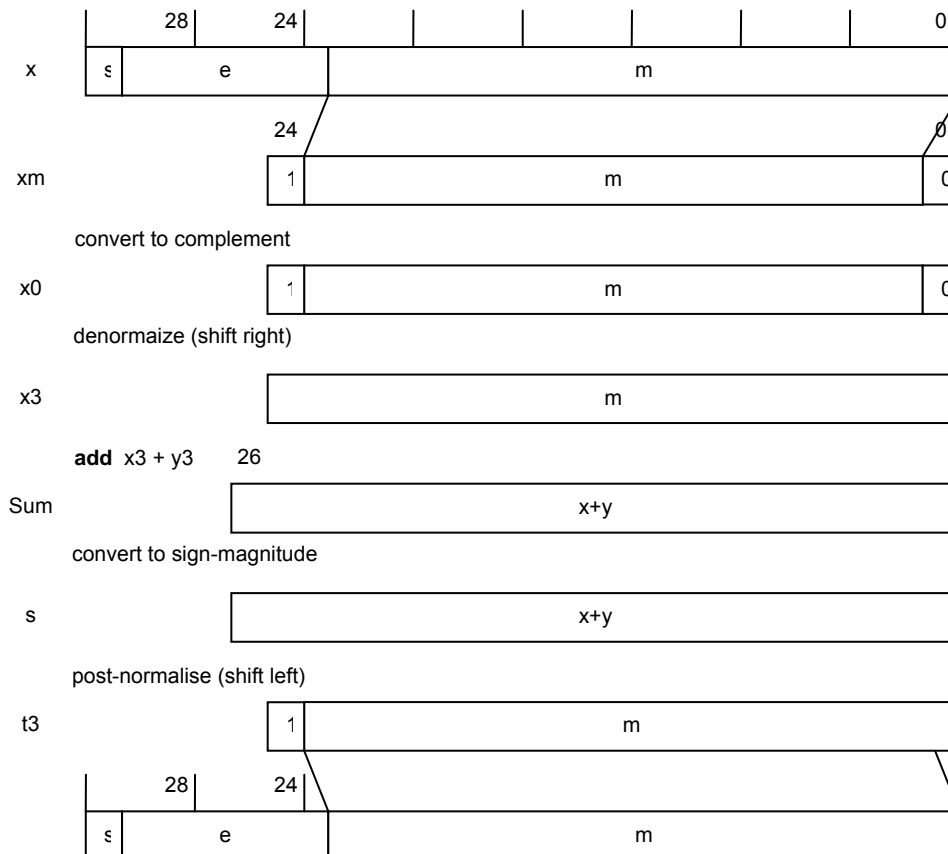 28 24 0
x s e m
24 0
xm 1 m 0
convert to complement
x0 1 m 0
denormaize (shift right)
x3 m
add x3 + y3 26
Sum x+y
convert to sign-magnitude
s x+y
post-normalise (shift left)
t3 1 m
28 24
s e m